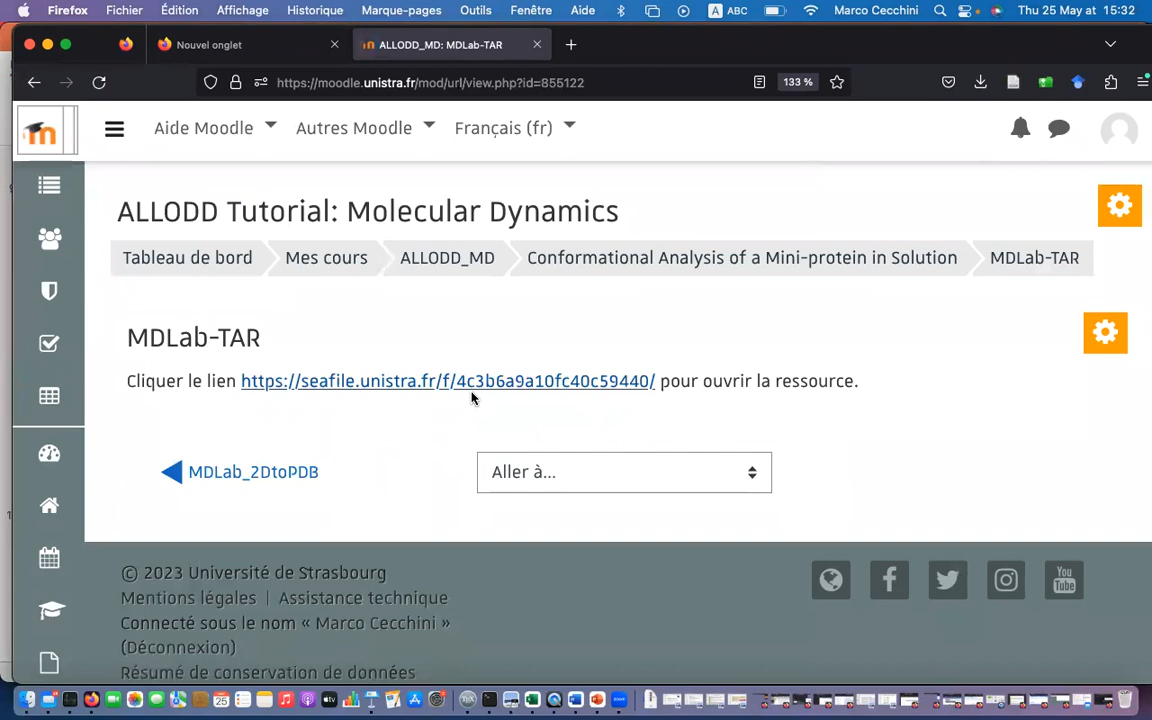 Firefox Fichier Édition Affichage Historique Marque-pages Outils Fenêtre Aide A ABC Marco Cecchini Thu 25 May at 15:32
Nouvel onglet ALLODD_MD: MDLab-TAR
https://moodle.unistra.fr/mod/url/view.php?id=855122 133 %
Aide Moodle Autres Moodle Français (fr)
ALLODD Tutorial: Molecular Dynamics
Tableau de bord Mes cours ALLODD_MD Conformational Analysis of a Mini-protein in Solution MDLab-TAR
MDLab-TAR
Cliquer le lien https://seafile.unistra.fr/f/4c3b6a9a10fc40c59440/ pour ouvrir la ressource.
MDLab_2DtoPDB Aller à...
© 2023 Université de Strasbourg
Mentions légales | Assistance technique
Connecté sous le nom « Marco Cecchini »
(Déconnexion)
Résumé de conservation de données
You Tube